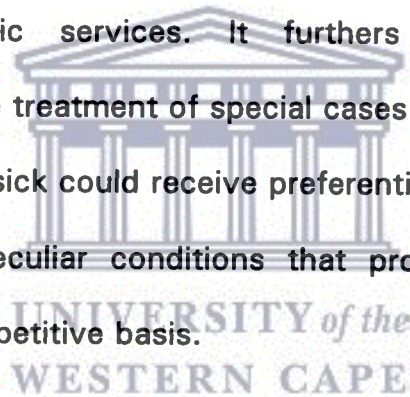 ic services. It furthers
treatment of special cases
sick could receive preferenti
eculiar conditions that pro
UNIVERSITY of the
petitive basis.
WESTERN CAPE